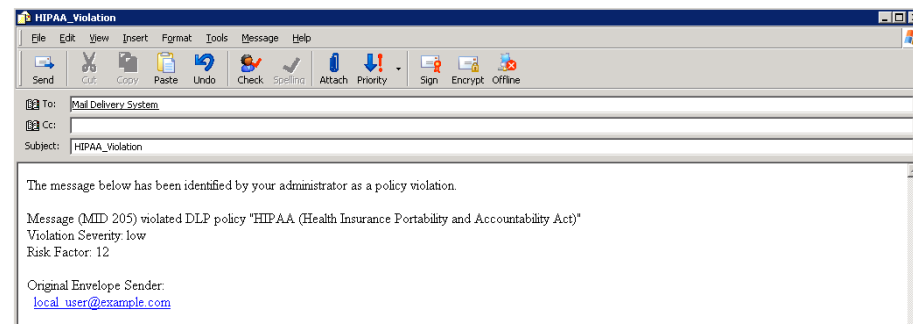 HIPAA_Violation
File Edit View Insert Format Tools Message Help
Send Cut Copy Paste Undo Check Spelling Attach Priority Sign Encrypt Offline
To: Mail Delivery System
Cc:
Subject: HIPAA_Violation
The message below has been identified by your administrator as a policy violation.
Message (MID 205) violated DLP policy "HIPAA (Health Insurance Portability and Accountability Act)"
Violation Severity: low
Risk Factor: 12
Original Envelope Sender:
local_user@example.com